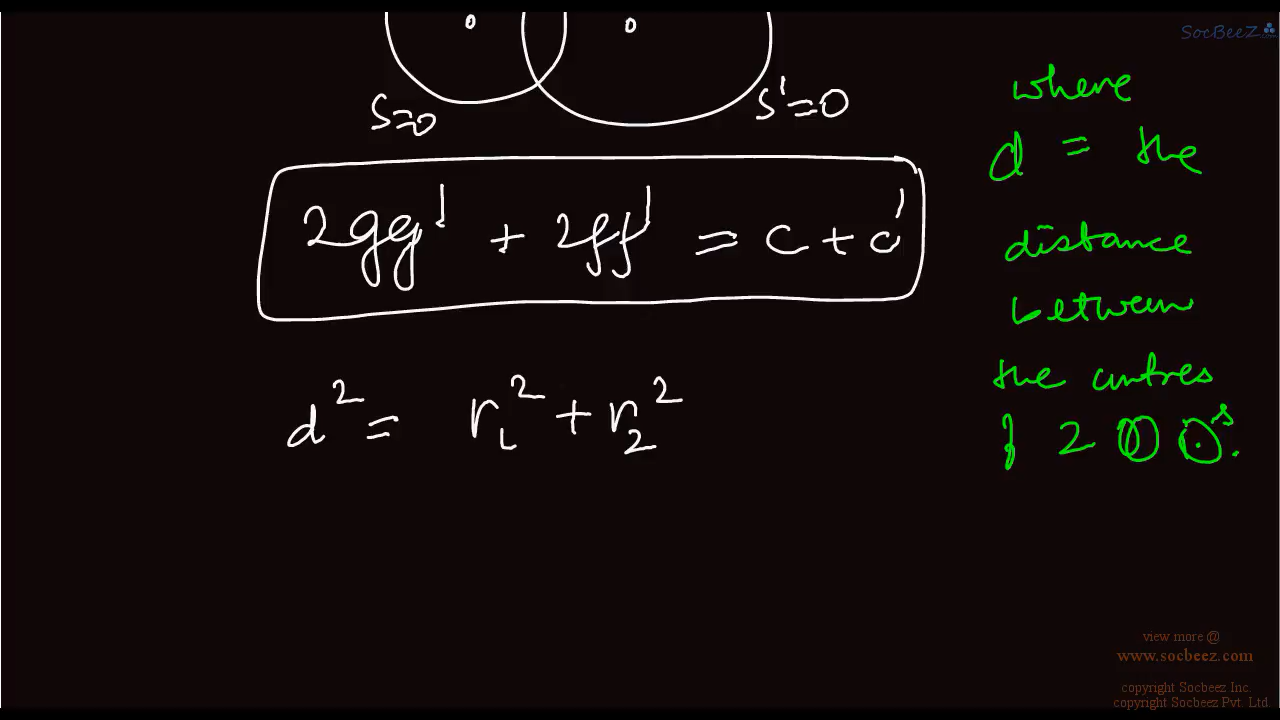 SocBeeZ
S=0
S'=0
2gg' + 2ff' = c + c'
d² = r₁² + r₂²
where
d = the
distance
between
the centres
of 2 ⊙ ⊙s.
view more @
www.socbeez.com
copyright Socbeez Inc.
copyright Socbeez Pvt. Ltd.